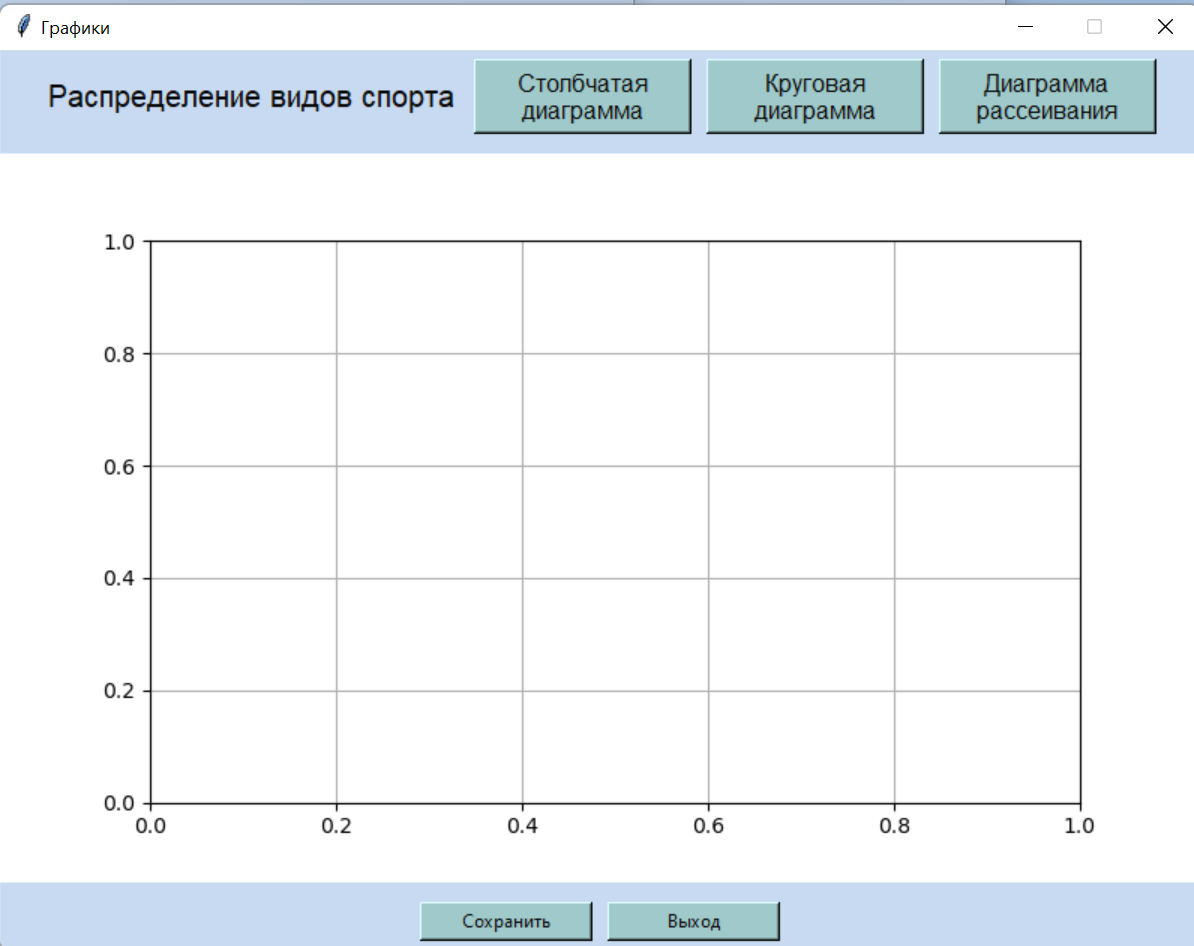 Графики
Распределение видов спорта
Столбчатая
диаграмма
Круговая
диаграмма
Диаграмма
рассеивания
1.0
0.8
0.6
0.4
0.2
0.0
0.0 0.2 0.4 0.6 0.8 1.0
Сохранить Выход